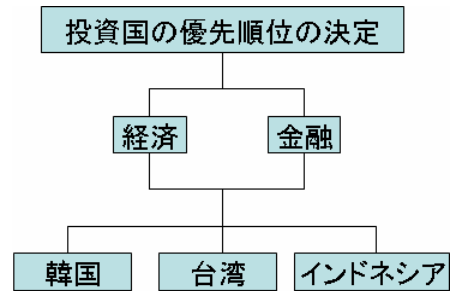 投資国の優先順位の決定
経済
金融
韓国
台湾
インドネシア